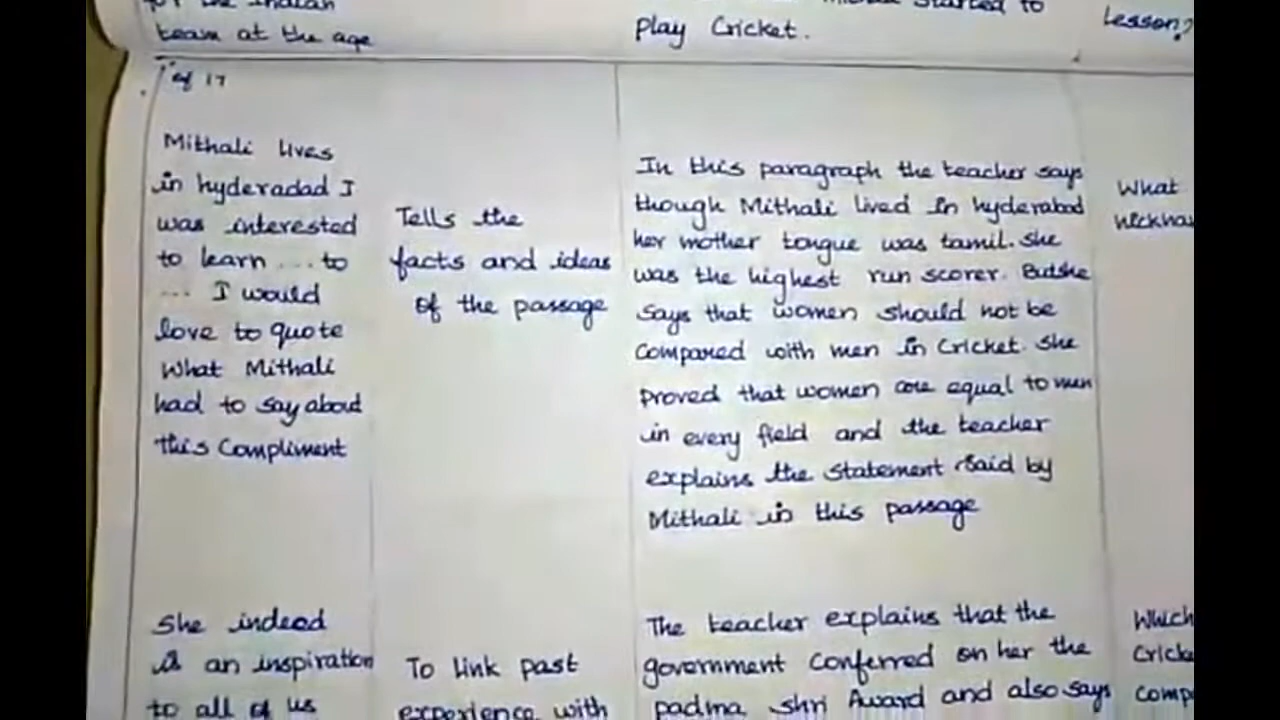 team at the age
of 17
Mithali lives
in hyderadad I
was interested
to learn ... to
... I would
love to quote
what Mithali
had to say about
this Compliment
She indeed
is an inspiration
to all of us
Tells the
facts and ideas
of the passage
To link past
experience with
started to
play Cricket.
In this paragraph the teacher says
though Mithali lived in hyderabad
her mother tongue was tamil. She
was the highest run scorer. But she
says that women should not be
compared with men in Cricket. She
proved that women are equal to men
in every field and the teacher
explains the statement said by
Mithali in this passage
The teacher explains that the
government conferred on her the
padma shri Award and also says
Lesson?
What
Which